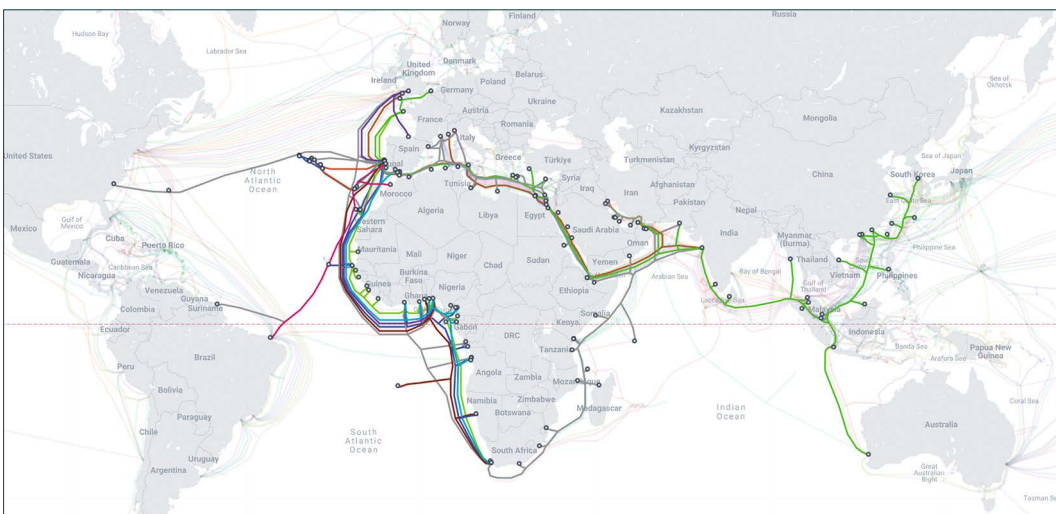 Russia
Finland
Norway
Hudson Bay
Labrador Sea
United
Kingdom
Denmark
Ireland
Belarus
Poland
Germany
Sea of
Okhotsk
Ukraine
Kazakhstan
Austria
Mongolia
France
Romania
Italy
Kyrgyzstan
Spain
United States
Greece
Türkiye
Turkmenistan
Sea of Japan
North
Atlantic
Ocean
Tunisia
Syria
South Korea
Japan
Morocco
Iraq
Iran
Afghanistan
China
Pakistan
Algeria
Libya
Egypt
Nepal
Gulf of
Mexico
Western
Sahara
Saudi Arabia
Mexico
Cuba
India
Myanmar
(Burma)
Oman
Puerto Rico
Mauritania
Mali
Niger
Sudan
Yemen
Philippine Sea
Guatemala
Caribbean Sea
Chad
Thailand
Nicaragua
Burkina
Faso
Arabian Sea
Bay of Bengal
Vietnam
Philippines
Guinea
Nigeria
Gulf of
Thailand
Venezuela
Ethiopia
Guyana
Suriname
Colombia
Somalia
Gabon
Kenya
Ecuador
DRC
Indonesia
Tanzania
Banda Sea
Papua New
Guinea
Brazil
Arafura Sea
Peru
Angola
Zambia
Bolivia
Zimbabwe
Namibia
Madagascar
Coral Sea
Botswana
Indian
Ocean
Paraguay
Australia
Chile
South
Atlantic
Ocean
South Africa
Uruguay
Argentina
Great
Australian
Bight